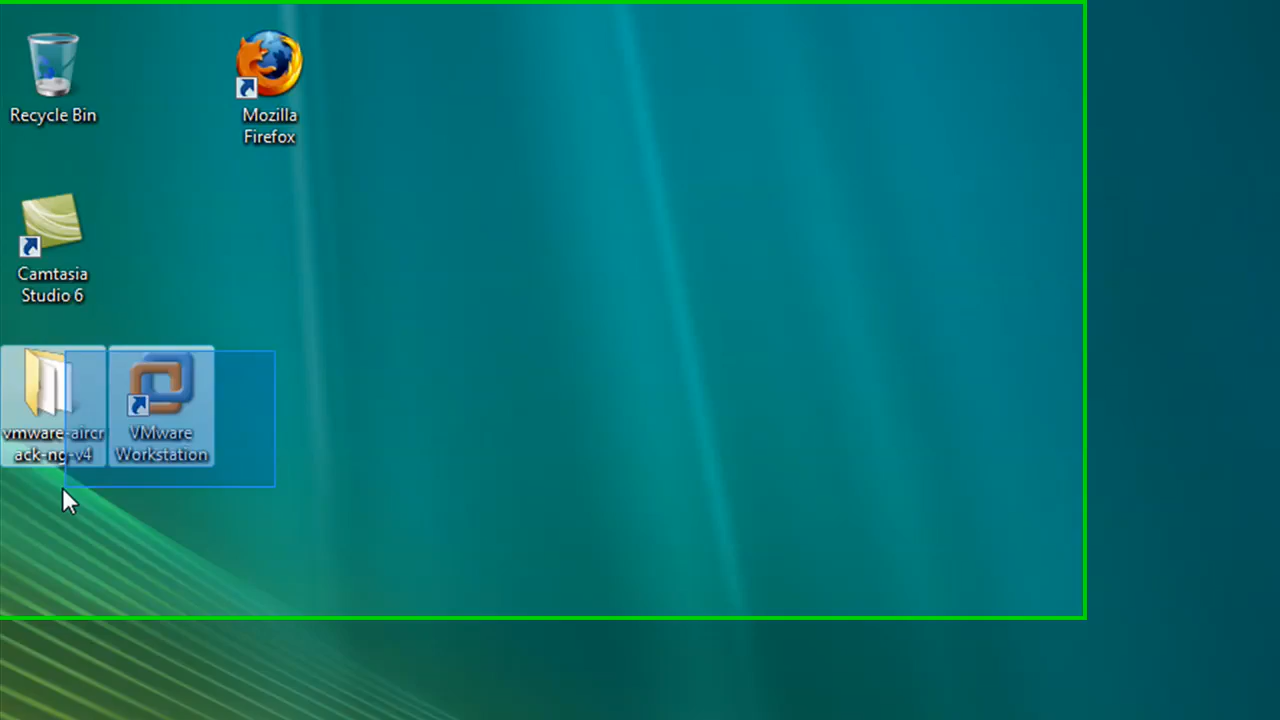 Recycle Bin
Mozilla
Firefox
Camtasia
Studio 6
vmware-aircr
ack-ng-v4
VMware
Workstation